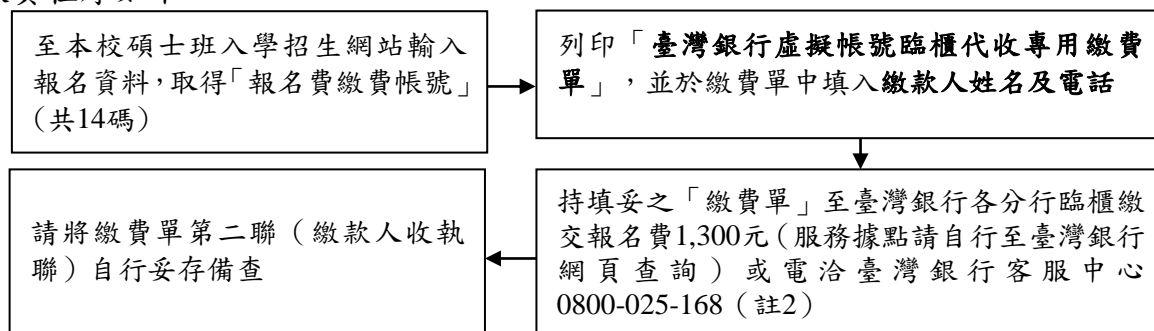 至本校碩士班入學招生網站輸入
報名資料，取得「報名費繳費帳號」
（共14碼）
列印「臺灣銀行虛擬帳號臨櫃代收專用繳費
單」，並於繳費單中填入繳款人姓名及電話
持填妥之「繳費單」至臺灣銀行各分行臨櫃繳
交報名費1,300元（服務據點請自行至臺灣銀行
網頁查詢）或電洽臺灣銀行客服中心
0800-025-168（註2）
請將繳費單第二聯（繳款人收執
聯）自行妥存備查